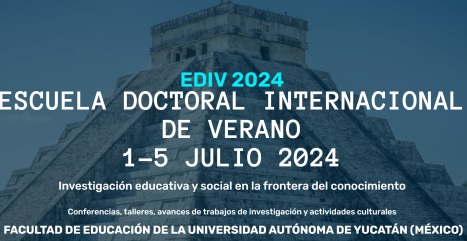 EDIV 2024
ESCUELA DOCTORAL INTERNACIONAL
DE VERANO
1-5 JULIO 2024
Investigación educativa y social en la frontera del conocimiento
Conferencias, talleres, avances de trabajos de investigación y actividades culturales
FACULTAD DE EDUCACIÓN DE LA UNIVERSIDAD AUTÓNOMA DE YUCATÁN (MÉXICO)